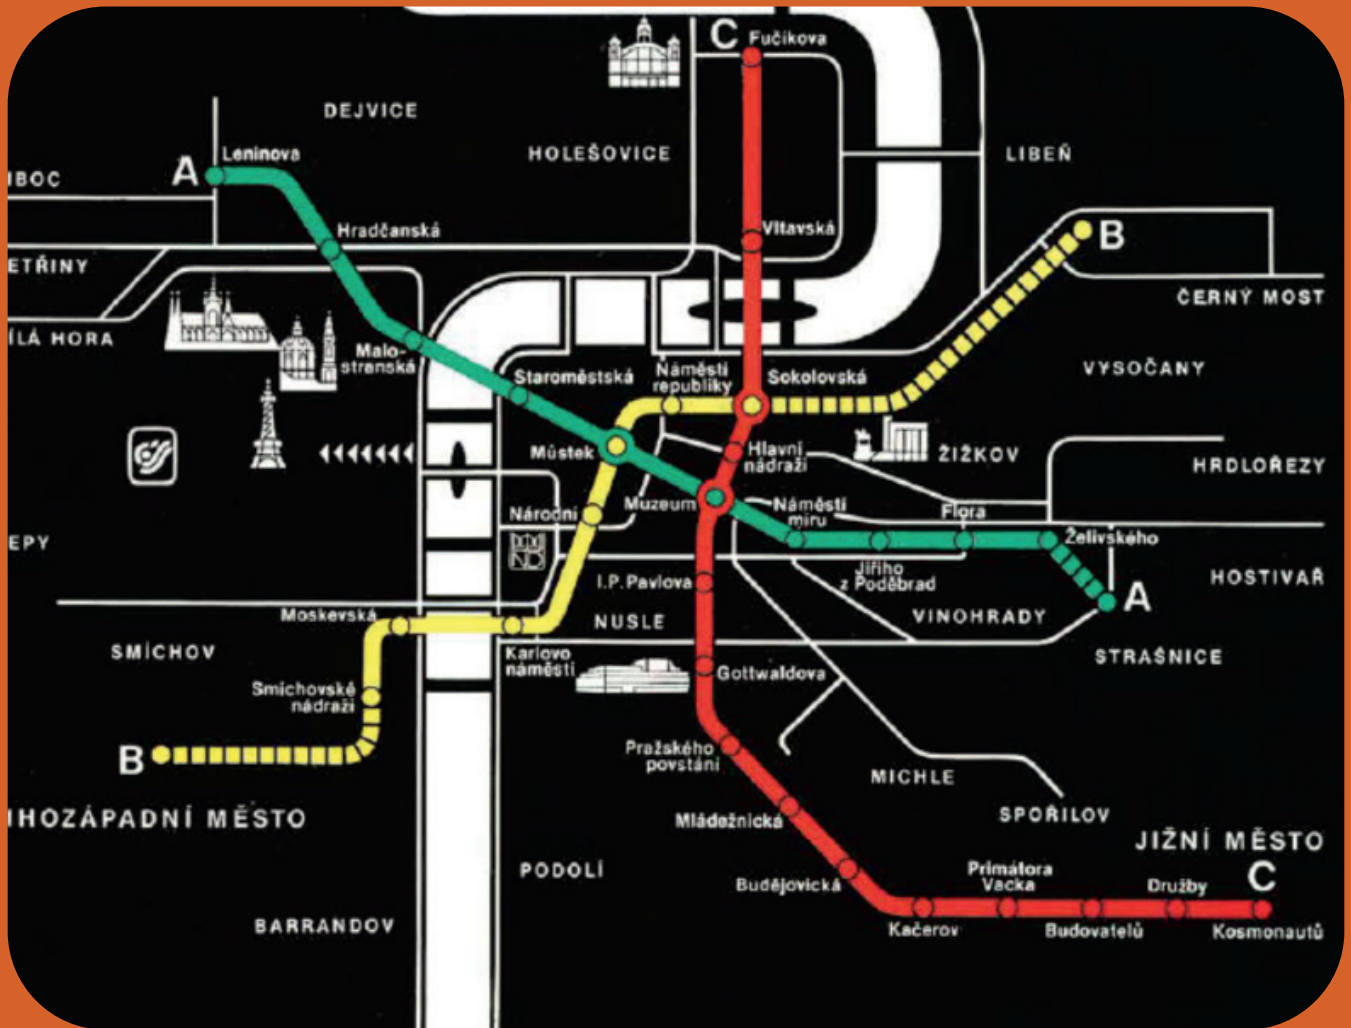 C
Fučíkova
DEJVICE
HOLEŠOVICE
LIBEŇ
A
Leninova
IBOC
Hradčanská
Vltavská
B
ETŘINY
ČERNÝ MOST
ÍLÁ HORA
Malo-
stranská
Staroměstská
Náměstí
republiky
Sokolovská
VYSOČANY
Můstek
Hlavní
nádraží
ŽIŽKOV
HRDLOŘEZY
Muzeum
Náměstí
míru
Flora
Národní
Želivského
EPY
ND
Jiřího
z Poděbrad
I.P. Pavlova
HOSTIVAŘ
A
Moskevská
NUSLE
VINOHRADY
SMÍCHOV
Karlovo
náměstí
STRAŠNICE
Gottwaldova
Smíchovské
nádraží
B
Pražského
povstání
MICHLE
IHOZÁPADNÍ MĚSTO
Mládežnická
SPOŘILOV
JIŽNÍ MĚSTO
PODOLÍ
Budějovická
Primátora
Vacka
Družby
C
BARRANDOV
Kačerov
Budovatelů
Kosmonautů